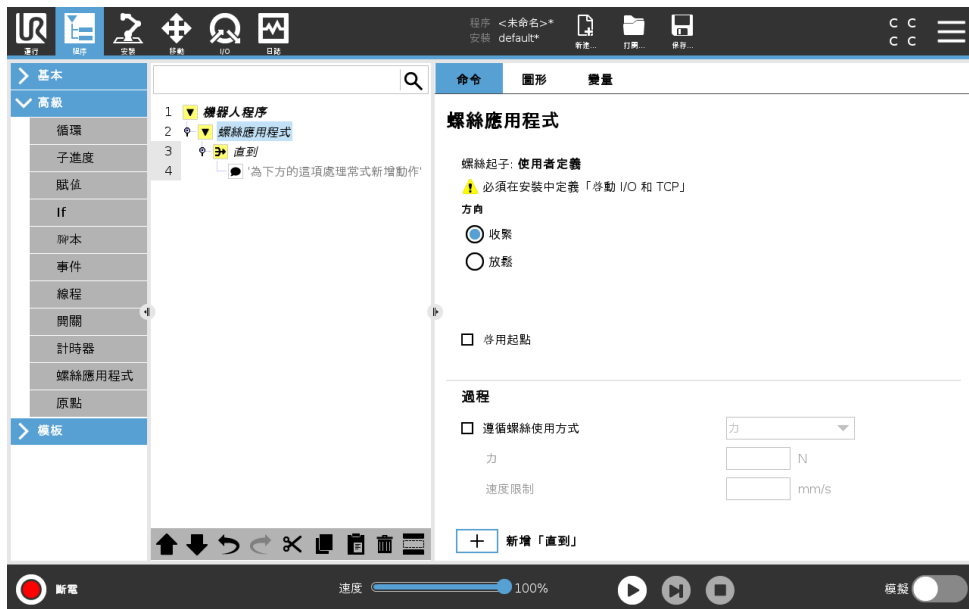 程序 <未命名>*
安裝 default*
運行 程序 安裝 移動 I/O 日誌 新建... 打開... 保存...
C C
C C
基本
高級
循環
子進度
賦值
If
腳本
事件
線程
開關
計時器
螺絲應用程式
原點
模板
1 機器人程序
2 螺絲應用程式
3 直到
4 '為下方的這項處理常式新增動作'
命令 圖形 變量
螺絲應用程式
螺絲起子: 使用者定義
必須在安裝中定義「啓動 I/O 和 TCP」
方向
收緊
放鬆
啓用起點
過程
遵循螺絲使用方式 力
力 N
速度限制 mm/s
新增「直到」
斷電 速度 100% 模擬